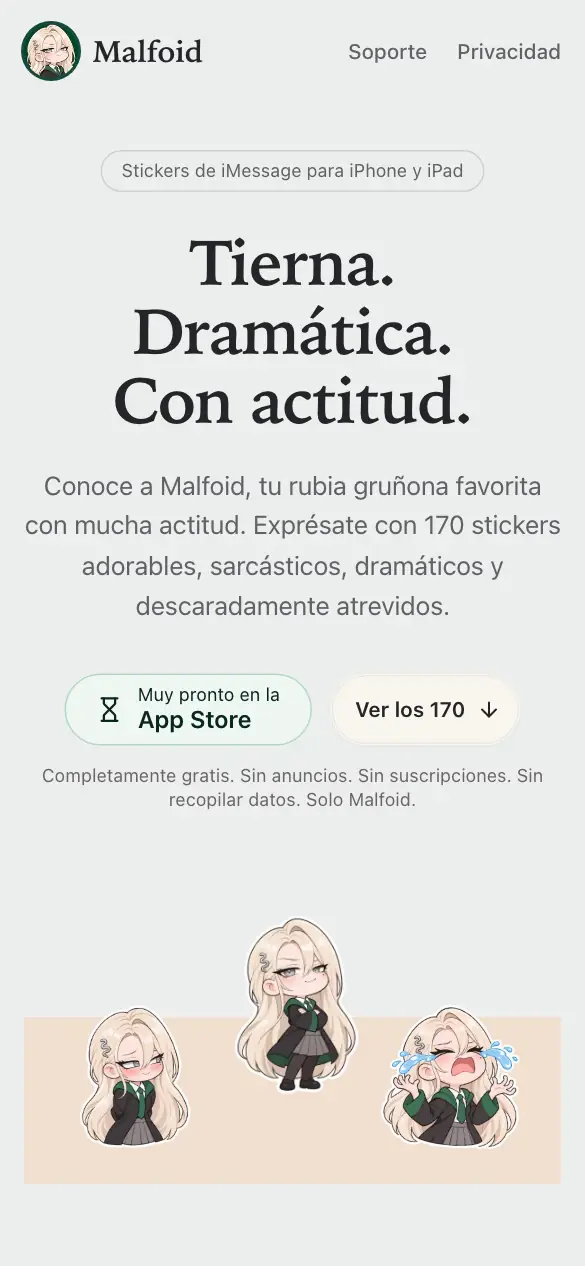 Malfoid
Soporte
Privacidad
Stickers de iMessage para iPhone y iPad
Tierna.
Dramática.
Con actitud.
Conoce a Malfoid, tu rubia gruñona favorita
con mucha actitud. Exprésate con 170 stickers
adorables, sarcásticos, dramáticos y
descaradamente atrevidos.
Muy pronto en la
App Store
Ver los 170
Completamente gratis. Sin anuncios. Sin suscripciones. Sin
recopilar datos. Solo Malfoid.